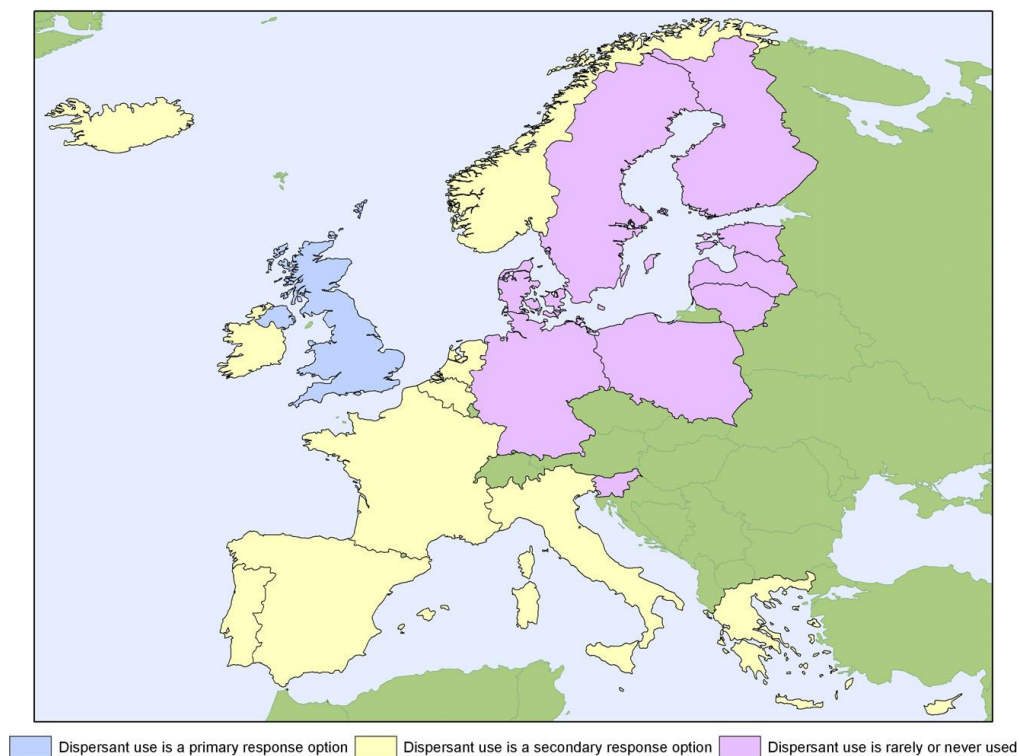 Dispersant use is a primary response option
Dispersant use is a secondary response option
Dispersant use is rarely or never used